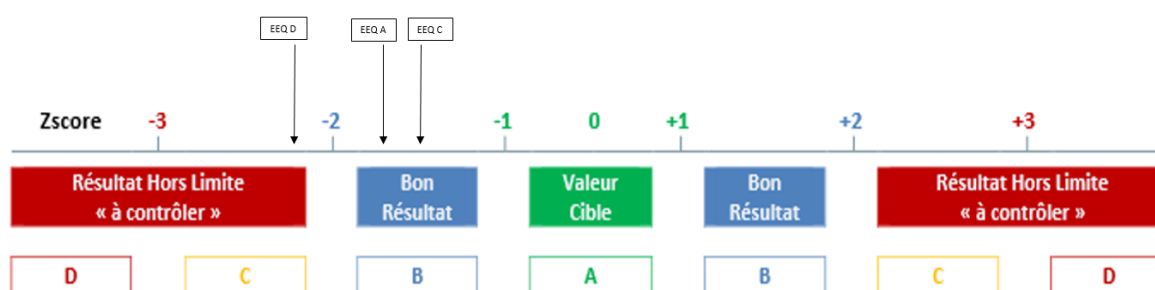 EEQ D
EEQ A
EEQ C
Zscore -3 -2 -1 0 +1 +2 +3
Résultat Hors Limite
« à contrôler »
Bon
Résultat
Valeur
Cible
Bon
Résultat
Résultat Hors Limite
« à contrôler »
D C B A B C D